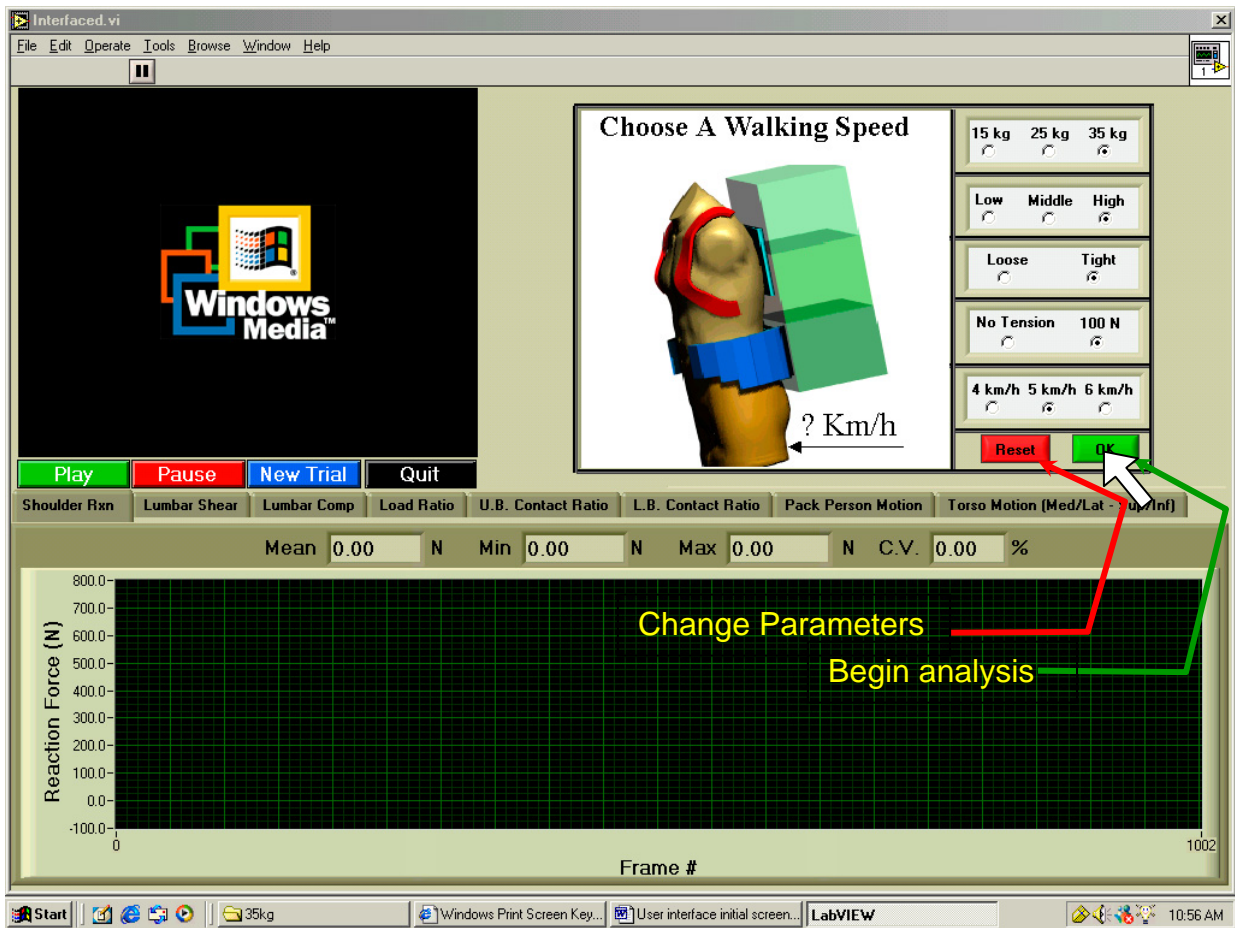 Interfaced.vi
File Edit Operate Tools Browse Window Help
1
Windows
Media™
Choose A Walking Speed
? Km/h
15 kg 25 kg 35 kg
Low Middle High
Loose Tight
No Tension 100 N
4 km/h 5 km/h 6 km/h
Reset OK
Play Pause New Trial Quit
Shoulder Rxn Lumbar Shear Lumbar Comp Load Ratio U.B. Contact Ratio L.B. Contact Ratio Pack Person Motion Torso Motion (Med/Lat - Sup/Inf)
Mean 0.00 N Min 0.00 N Max 0.00 N C.V. 0.00 %
Reaction Force (N)
800.0
700.0
600.0
500.0
400.0
300.0
200.0
100.0
0.0
-100.0
Change Parameters
Begin analysis
0 1002
Frame #
Start 35kg Windows Print Screen Key... User interface initial screen... LabVIEW 10:56 AM